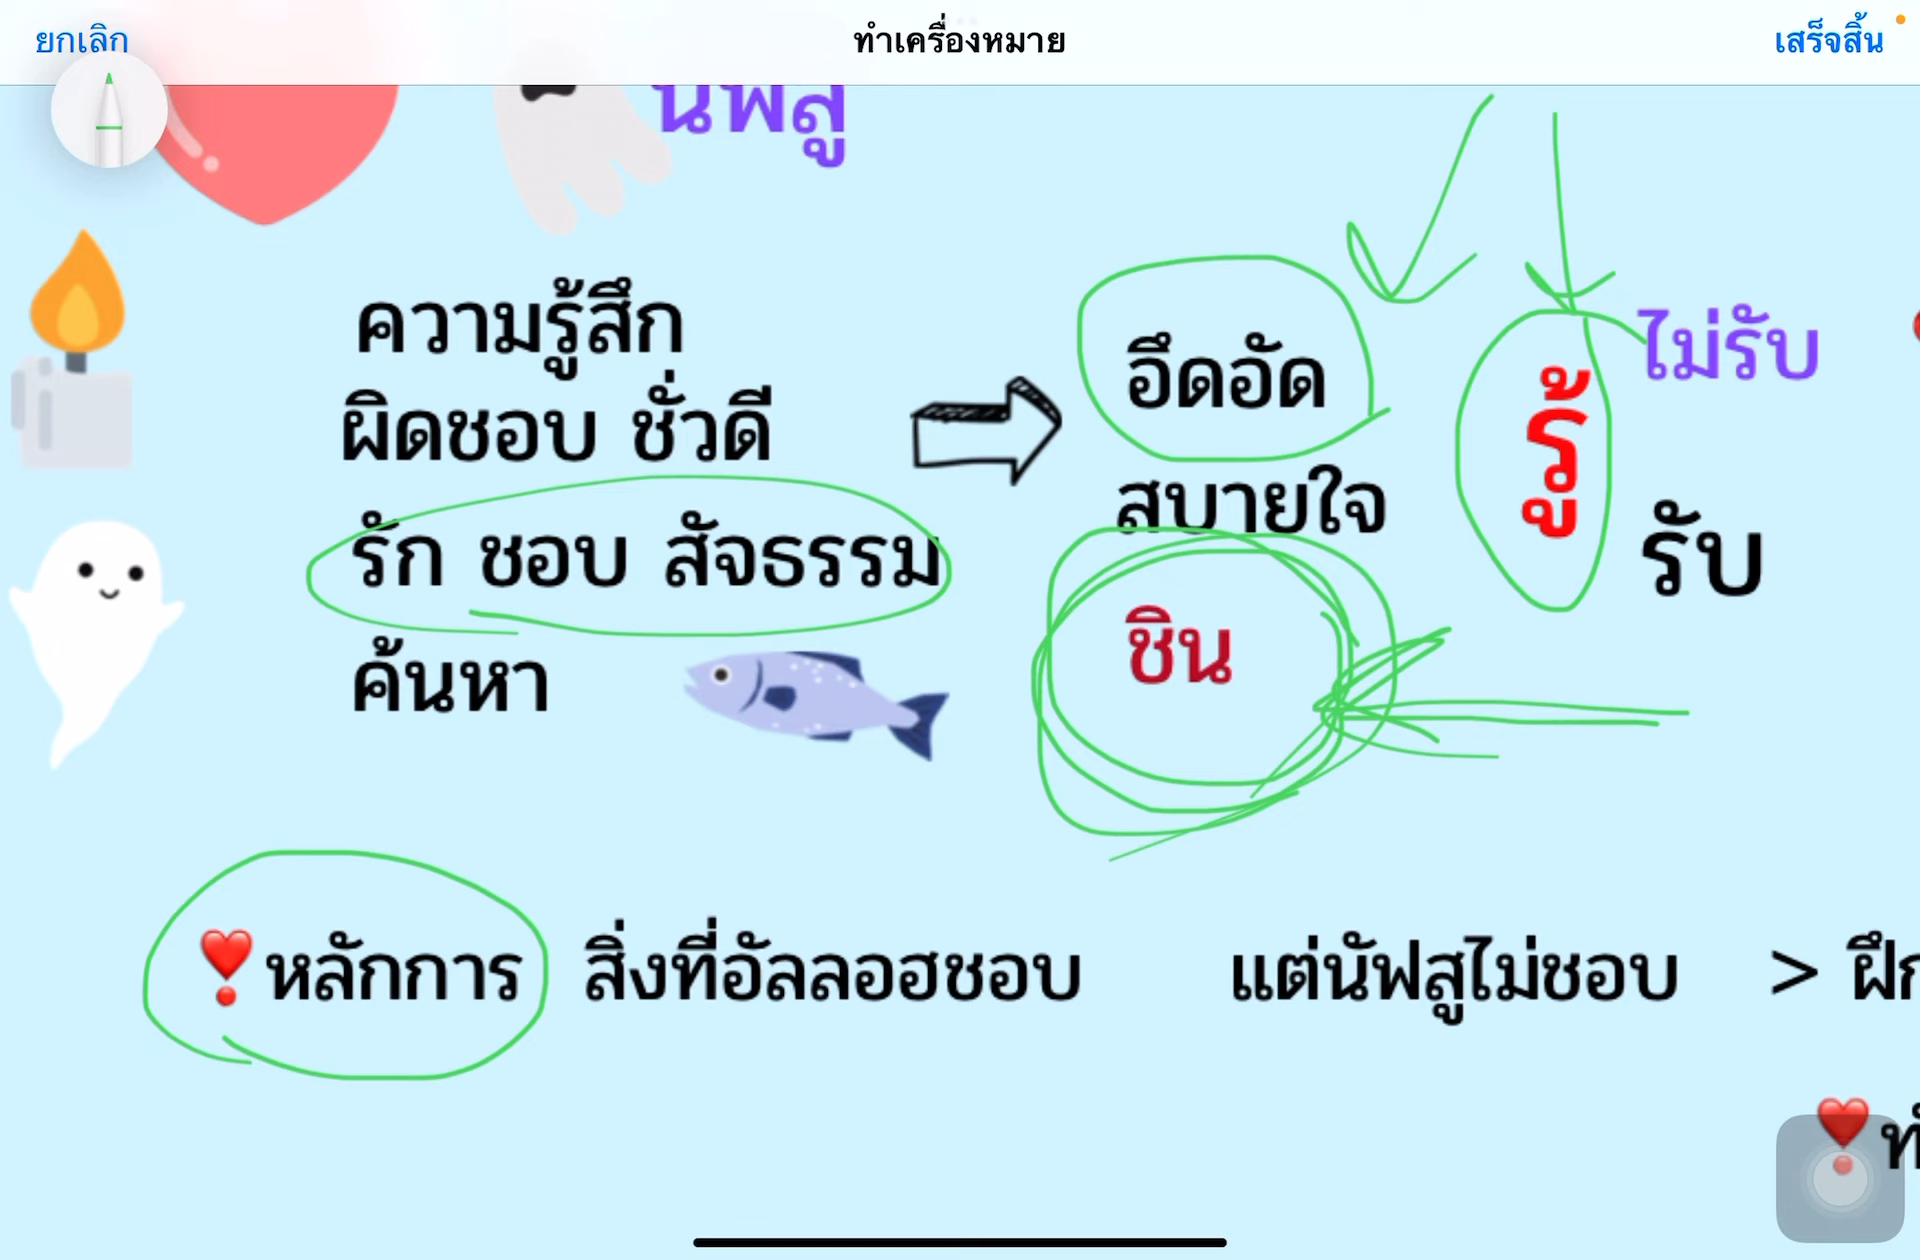 ยกเลิก ทำเครื่องหมาย เสร็จสิ้น
นัฟสู
ความรู้สึก
ผิดชอบ ชั่วดี
รัก ชอบ สัจธรรม
ค้นหา
อึดอัด
สบายใจ
ชิน
รู้
ไม่รับ
รับ
หลักการ สิ่งที่อัลลอฮชอบ แต่นัฟสูไม่ชอบ >